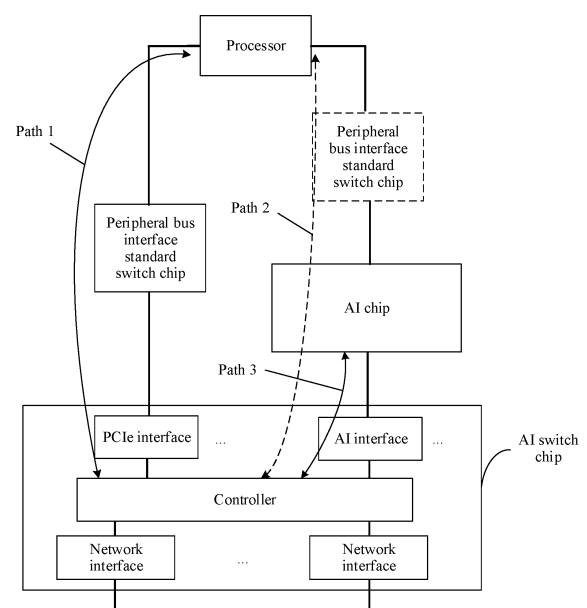 Processor
Path 1
Peripheral
bus interface
standard
switch chip
Path 2
Peripheral bus
interface
standard
switch chip
AI chip
Path 3
PCIe interface
...
AI interface
...
AI switch
chip
Controller
Network
interface
...
Network
interface